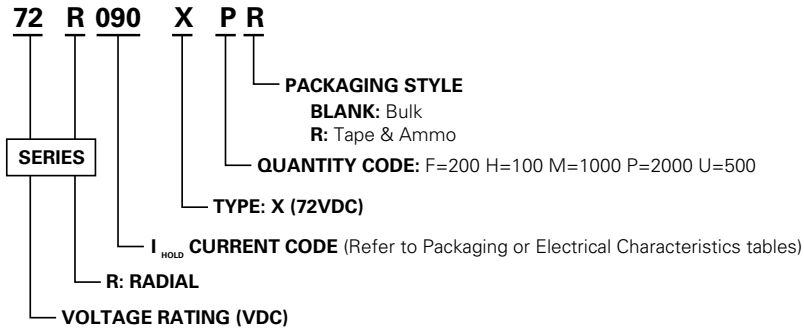 72 R 090 X P R
PACKAGING STYLE
BLANK: Bulk
R: Tape & Ammo
SERIES
QUANTITY CODE: F=200 H=100 M=1000 P=2000 U=500
TYPE: X (72VDC)
I HOLD CURRENT CODE (Refer to Packaging or Electrical Characteristics tables)
R: RADIAL
VOLTAGE RATING (VDC)